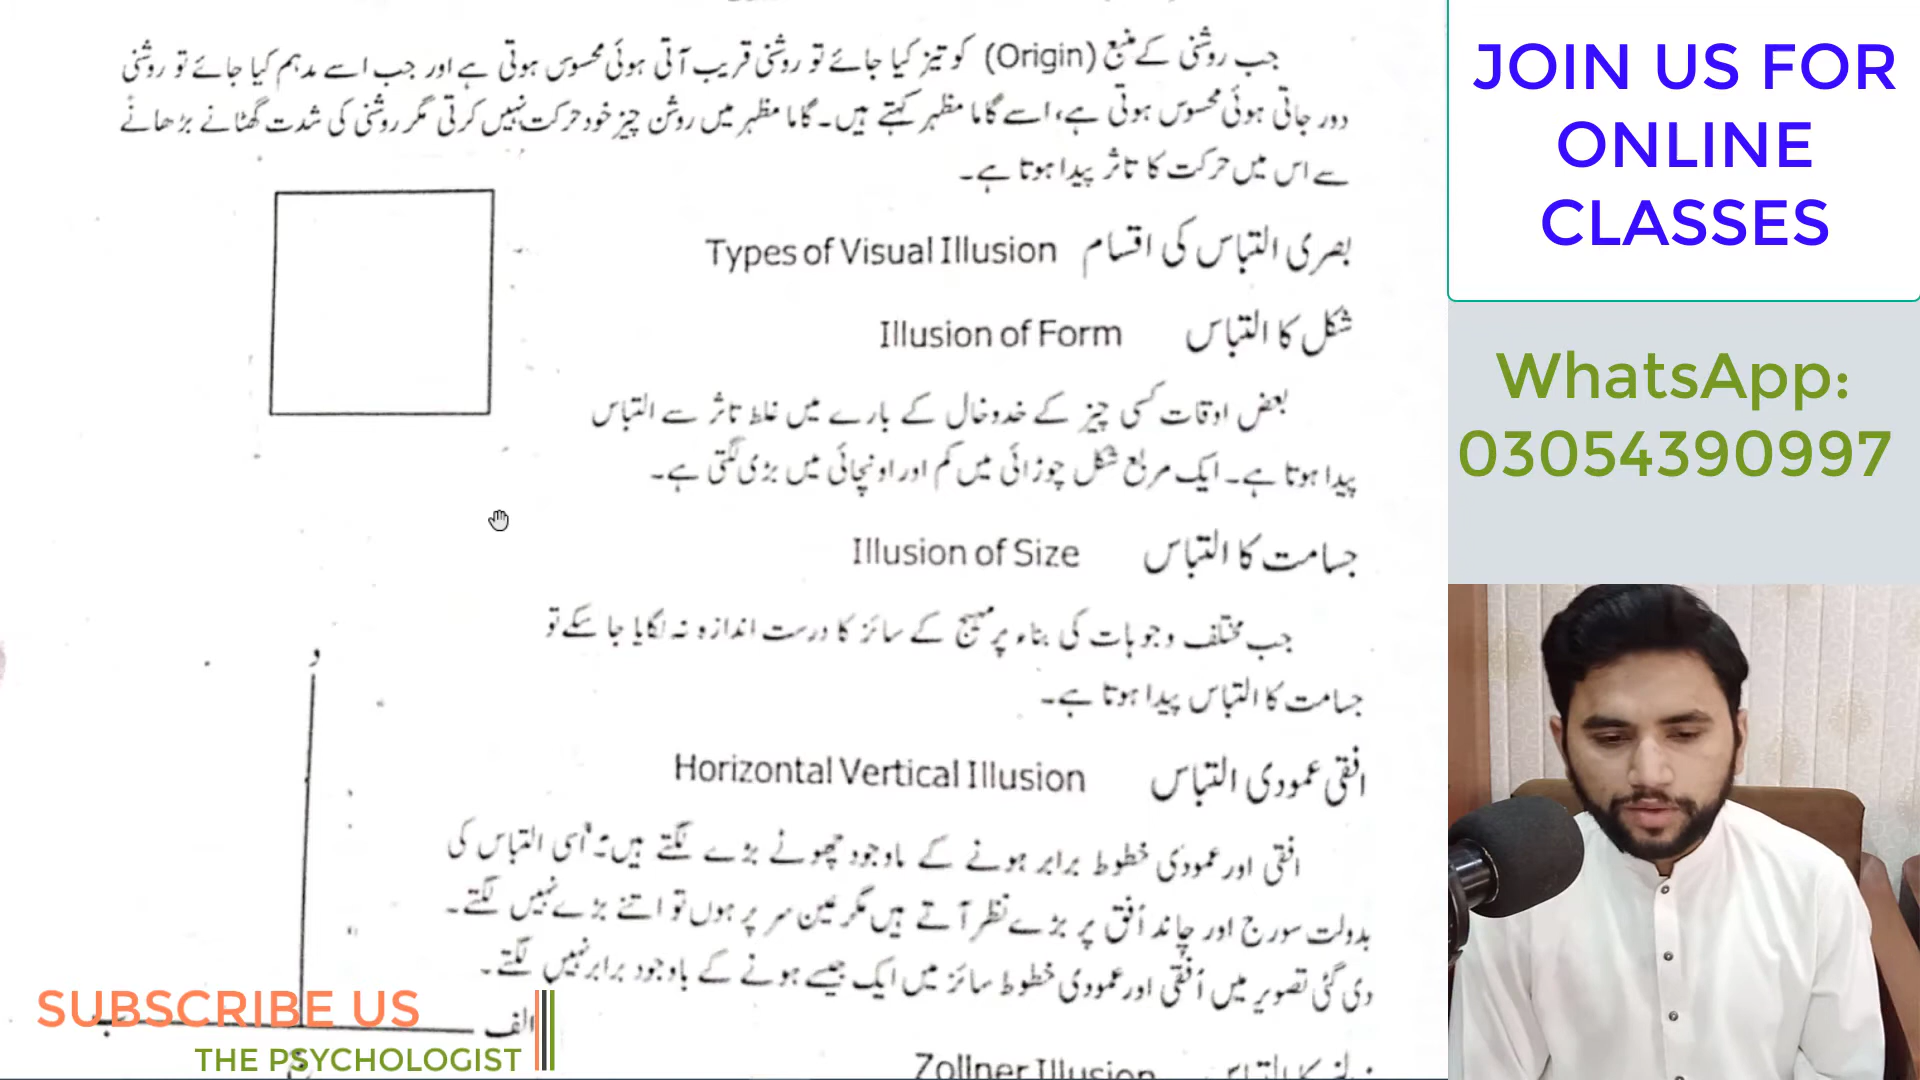 جب روشنی کے منبع (Origin) کو تیز کیا جائے تو روشنی قریب آتی ہوئی محسوس ہوتی ہے اور جب اسے مدہم کیا جائے تو روشنی
دور جاتی ہوئی محسوس ہوتی ہے، اسے گاما مظہر کہتے ہیں۔ گاما مظہر میں روشن چیز خود حرکت نہیں کرتی مگر روشنی کی شدت گھٹانے بڑھانے
سے اس میں حرکت کا تاثر پیدا ہوتا ہے۔
بصری التباس کی اقسام Types of Visual Illusion
شکل کا التباس Illusion of Form
بعض اوقات کسی چیز کے خدوخال کے بارے میں غلط تاثر سے التباس
پیدا ہوتا ہے۔ ایک مربع شکل چوڑائی میں کم اور اونچائی میں بڑی لگتی ہے۔
جسامت کا التباس Illusion of Size
جب مختلف وجوہات کی بناء پر مہیج کے سائز کا درست اندازہ نہ لگایا جا سکے تو
جسامت کا التباس پیدا ہوتا ہے۔
د
افقی عمودی التباس Horizontal Vertical Illusion
افقی اور عمودی خطوط برابر ہونے کے باوجود چھوٹے بڑے لگتے ہیں۔ اسی التباس کی
بدولت سورج اور چاند اُفق پر بڑے نظر آتے ہیں مگر عین سر پر ہوں تو اتنے بڑے نہیں لگتے۔
دی گئی تصویر میں اُفقی اور عمودی خطوط سائز میں ایک جیسے ہونے کے باوجود برابر نہیں لگتے۔
الف
Zollner Illusion
JOIN US FOR
ONLINE
CLASSES
WhatsApp:
03054390997
SUBSCRIBE US
THE PSYCHOLOGIST